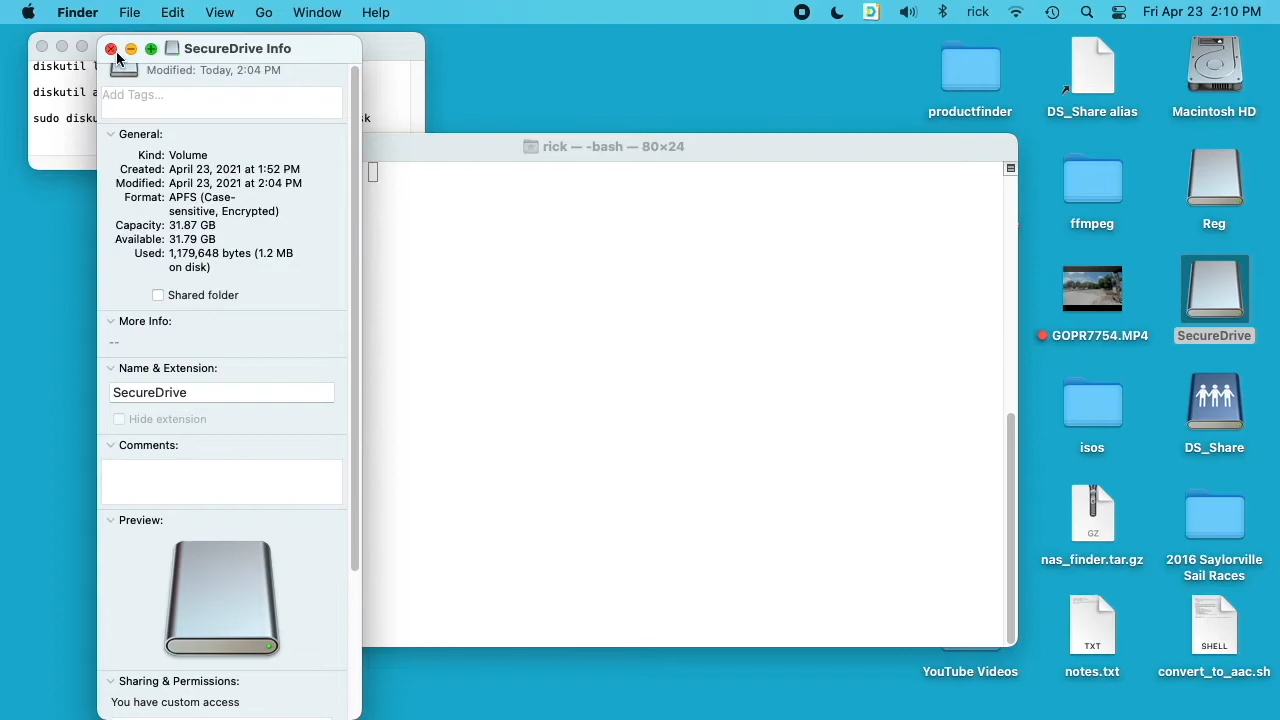 Finder File Edit View Go Window Help
rick Fri Apr 23 2:10 PM
diskutil l
diskutil a
sudo disku
sk
SecureDrive Info
Modified: Today, 2:04 PM
Add Tags...
General:
Kind: Volume
Created: April 23, 2021 at 1:52 PM
Modified: April 23, 2021 at 2:04 PM
Format: APFS (Case-
sensitive, Encrypted)
Capacity: 31.87 GB
Available: 31.79 GB
Used: 1,179,648 bytes (1.2 MB
on disk)
Shared folder
More Info:
--
Name & Extension:
SecureDrive
Hide extension
Comments:
Preview:
Sharing & Permissions:
You have custom access
rick — -bash — 80×24
productfinder
DS_Share alias
Macintosh HD
ffmpeg
Reg
GOPR7754.MP4
SecureDrive
isos
DS_Share
GZ
nas_finder.tar.gz
2016 Saylorville
Sail Races
YouTube Videos
TXT
notes.txt
SHELL
convert_to_aac.sh